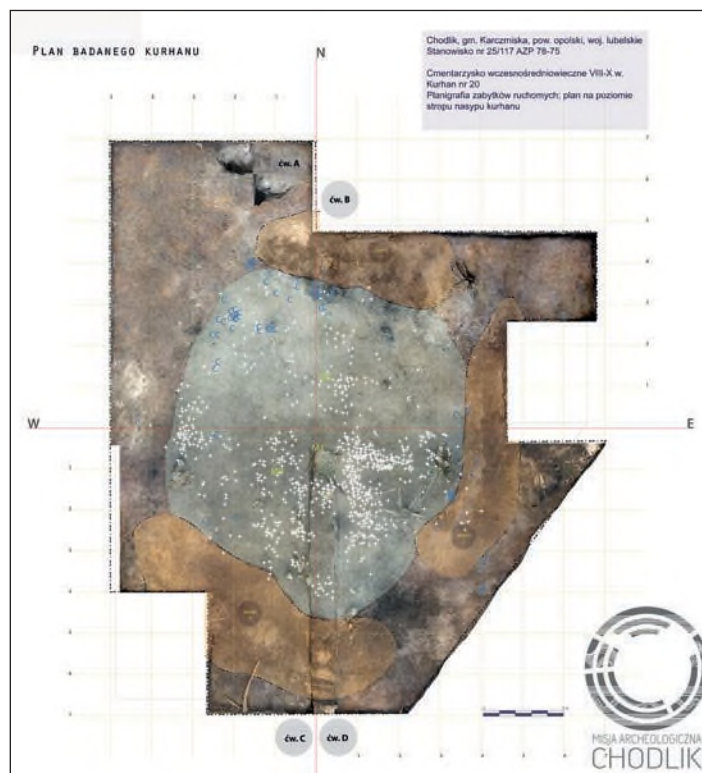 PLAN BADANEGO KURHANU
N
Chodlik, gm. Karczmiska, pow. opolski, woj. lubelskie
Stanowisko nr 25/117 AZP 78-75
Cmentarzysko wczesnośredniowieczne VIII-X w.
Kurhan nr 20
Planigrafia zabytków ruchomych; plan na poziomie
stropu nasypu kurhanu
ćw. A
ćw. B
W
E
ćw. C
ćw. D
MISJA ARCHEOLOGICZNA
CHODLIK